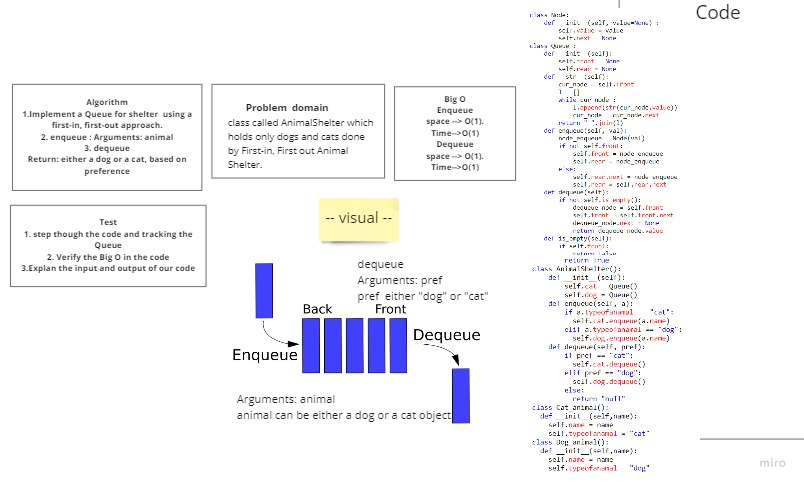 Code
Algorithm
1.Implement a Queue for shelter using a
first-in, first-out approach.
2. enqueue : Arguments: animal
3. dequeue
Return: either a dog or a cat, based on
preference
Problem domain
class called AnimalShelter which
holds only dogs and cats done
by First-in, First out Animal
Shelter.
Big O
Enqueue
space --> O(1).
Time-->O(1)
Dequeue
space --> O(1).
Time-->O(1)
Test
1. step though the code and tracking the
Queue
2. Verify the Big O in the code
3.Explan the input and output of our code
-- visual --
dequeue
Arguments: pref
pref either "dog" or "cat"
Back Front
Enqueue
Dequeue
Arguments: animal
animal can be either a dog or a cat object
class Node:
def __init__(self, value=None) :
self.value = value
self.next = None
class Queue :
def __init__(self):
self.front = None
self.rear = None
def __str__(self):
cur_node = self.front
l = []
while cur_node :
l.append(str(cur_node.value))
cur_node = cur_node.next
return " ".join(l)
def enqueue(self, val):
node_enqueue = Node(val)
if not self.front:
self.front = node_enqueue
self.rear = node_enqueue
else:
self.rear.next = node_enqueue
self.rear = self.rear.next
def dequeue(self):
if not self.is_empty():
dequeue_node = self.front
self.front = self.front.next
dequeue_node.next = None
return dequeue_node.value
def is_empty(self):
if self.front:
return False
return True
class AnimalShelter():
def __init__(self):
self.cat = Queue()
self.dog = Queue()
def enqueue(self, a):
if a.typeofanamal == "cat":
self.cat.enqueue(a.name)
elif a.typeofanamal == "dog":
self.dog.enqueue(a.name)
def dequeue(self, pref):
if pref == "cat":
self.cat.dequeue()
elif pref == "dog":
self.dog.dequeue()
else:
return "null"
class Cat_animal():
def __init__(self,name):
self.name = name
self.typeofanamal = "cat"
class Dog_animal():
def __init__(self,name):
self.name = name
self.typeofanamal = "dog"
miro